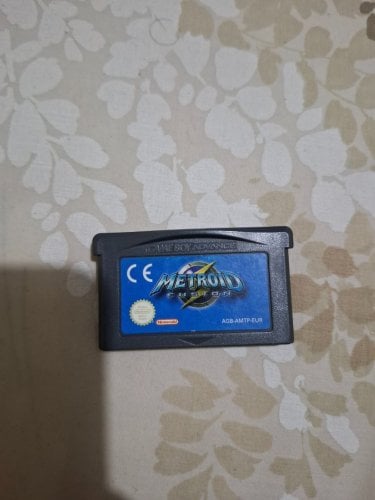 GAME BOY ADVANCE
CE
METROID
FUSION
Nintendo
AGB-AMTP-EUR